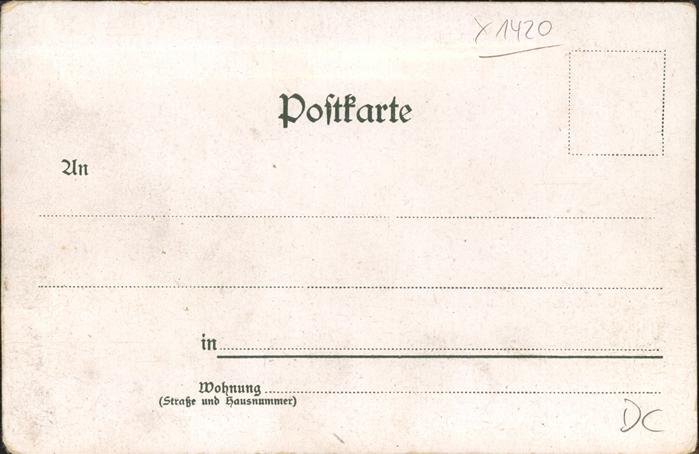 X1420
Postkarte
An
in
Wohnung
(Straße und Hausnummer)
DC